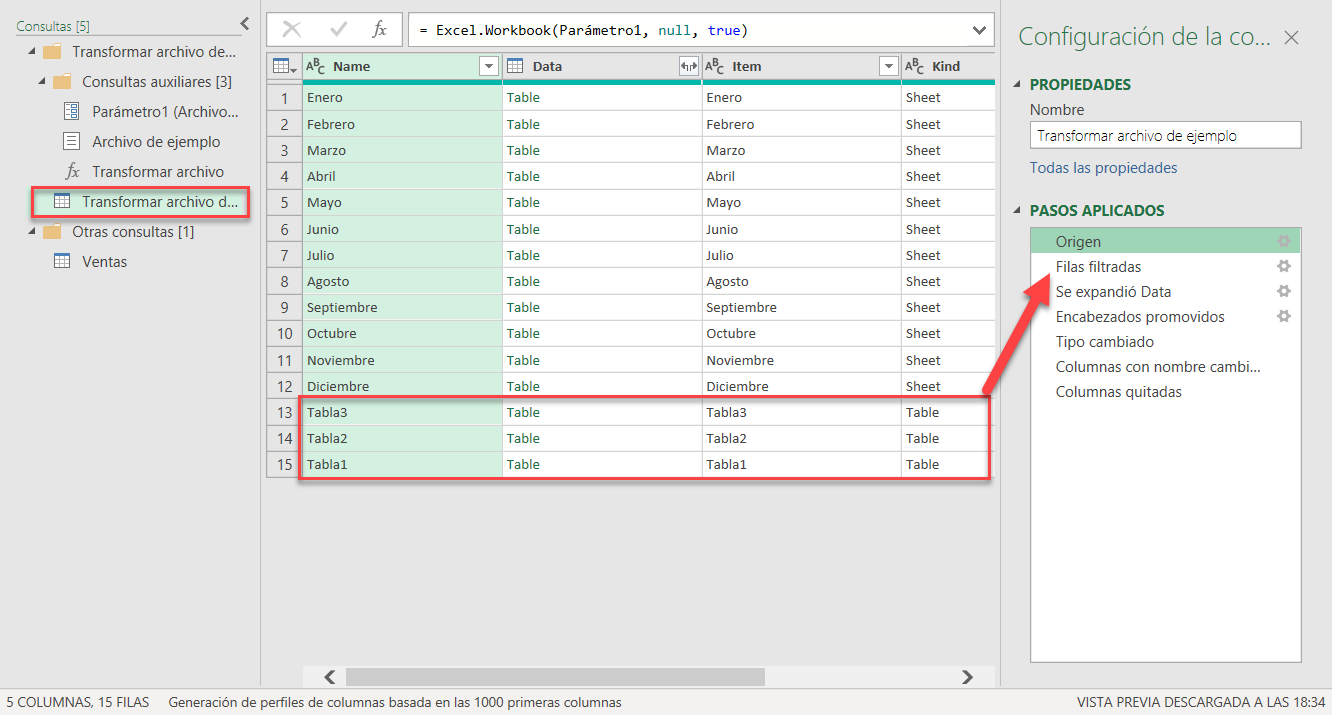 Consultas [5]
Transformar archivo de...
Consultas auxiliares [3]
Parámetro1 (Archivo...
Archivo de ejemplo
fx Transformar archivo
Transformar archivo d...
Otras consultas [1]
Ventas
fx = Excel.Workbook(Parámetro1, null, true)
ABC Name Data ABC Item ABC Kind
1 Enero Table Enero Sheet
2 Febrero Table Febrero Sheet
3 Marzo Table Marzo Sheet
4 Abril Table Abril Sheet
5 Mayo Table Mayo Sheet
6 Junio Table Junio Sheet
7 Julio Table Julio Sheet
8 Agosto Table Agosto Sheet
9 Septiembre Table Septiembre Sheet
10 Octubre Table Octubre Sheet
11 Noviembre Table Noviembre Sheet
12 Diciembre Table Diciembre Sheet
13 Tabla3 Table Tabla3 Table
14 Tabla2 Table Tabla2 Table
15 Tabla1 Table Tabla1 Table
Configuración de la co...
PROPIEDADES
Nombre
Transformar archivo de ejemplo
Todas las propiedades
PASOS APLICADOS
Origen
Filas filtradas
Se expandió Data
Encabezados promovidos
Tipo cambiado
Columnas con nombre cambi...
Columnas quitadas
5 COLUMNAS, 15 FILAS Generación de perfiles de columnas basada en las 1000 primeras columnas VISTA PREVIA DESCARGADA A LAS 18:34